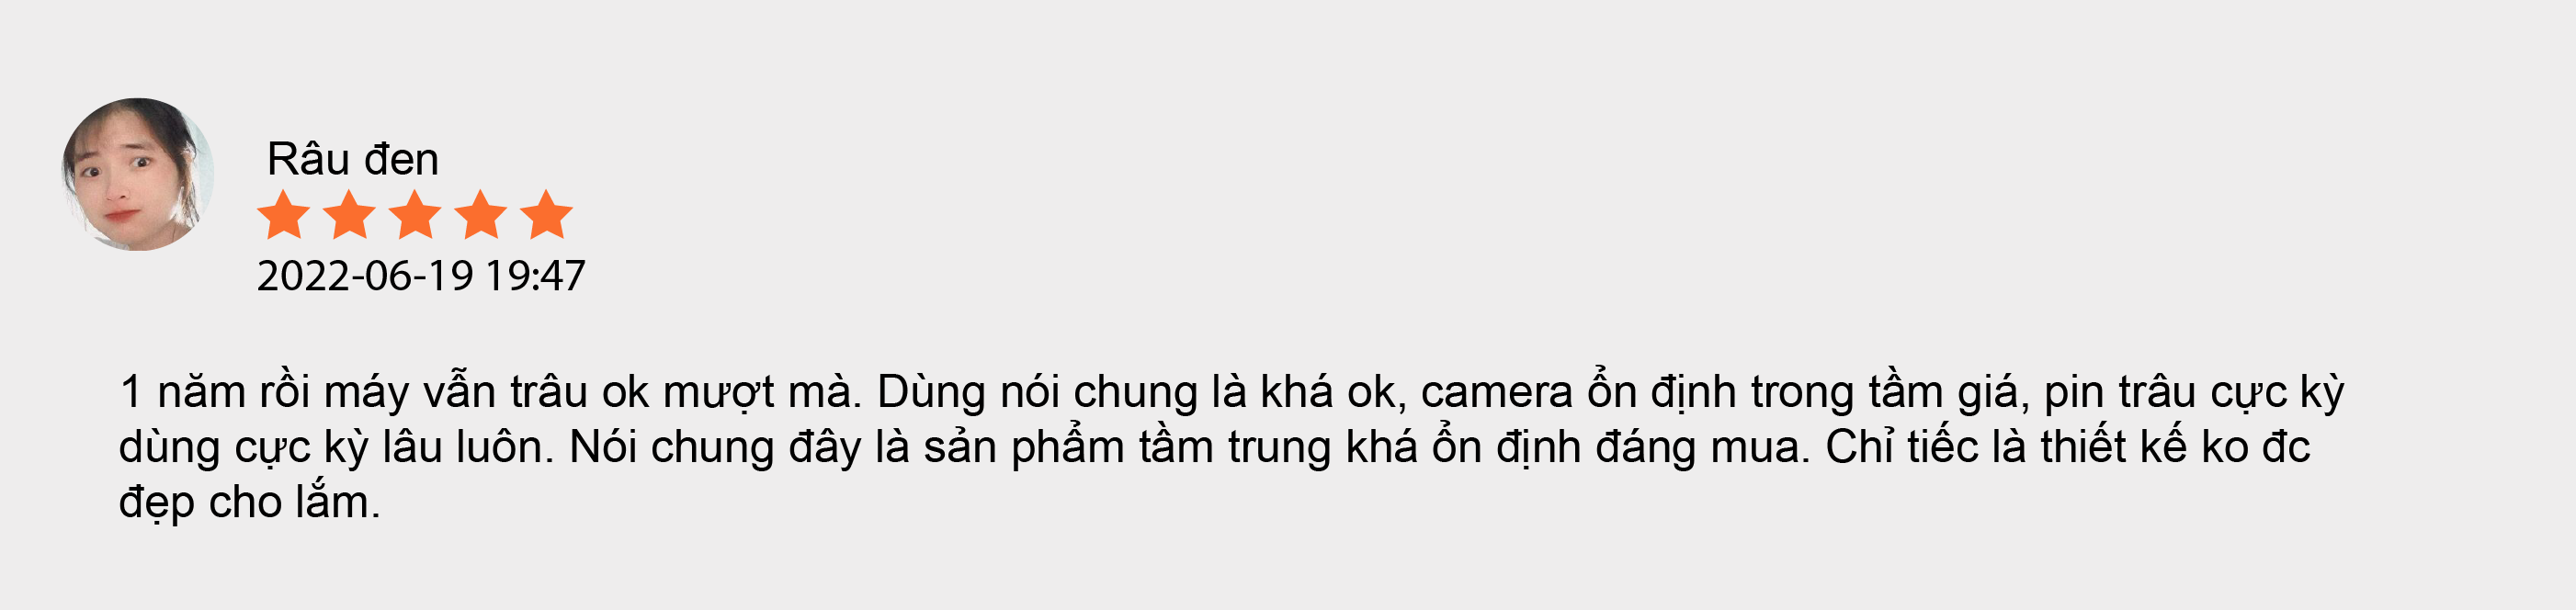 Râu đen
2022-06-19 19:47
1 năm rồi máy vẫn trâu ok mượt mà. Dùng nói chung là khá ok, camera ổn định trong tầm giá, pin trâu cực kỳ
dùng cực kỳ lâu luôn. Nói chung đây là sản phẩm tầm trung khá ổn định đáng mua. Chỉ tiếc là thiết kế ko đc
đẹp cho lắm.